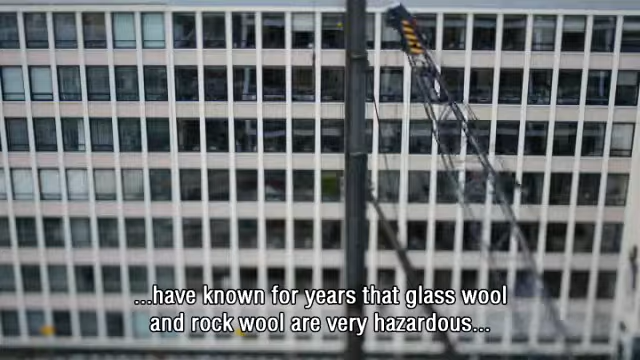 ...have known for years that glass wool
and rock wool are very hazardous...